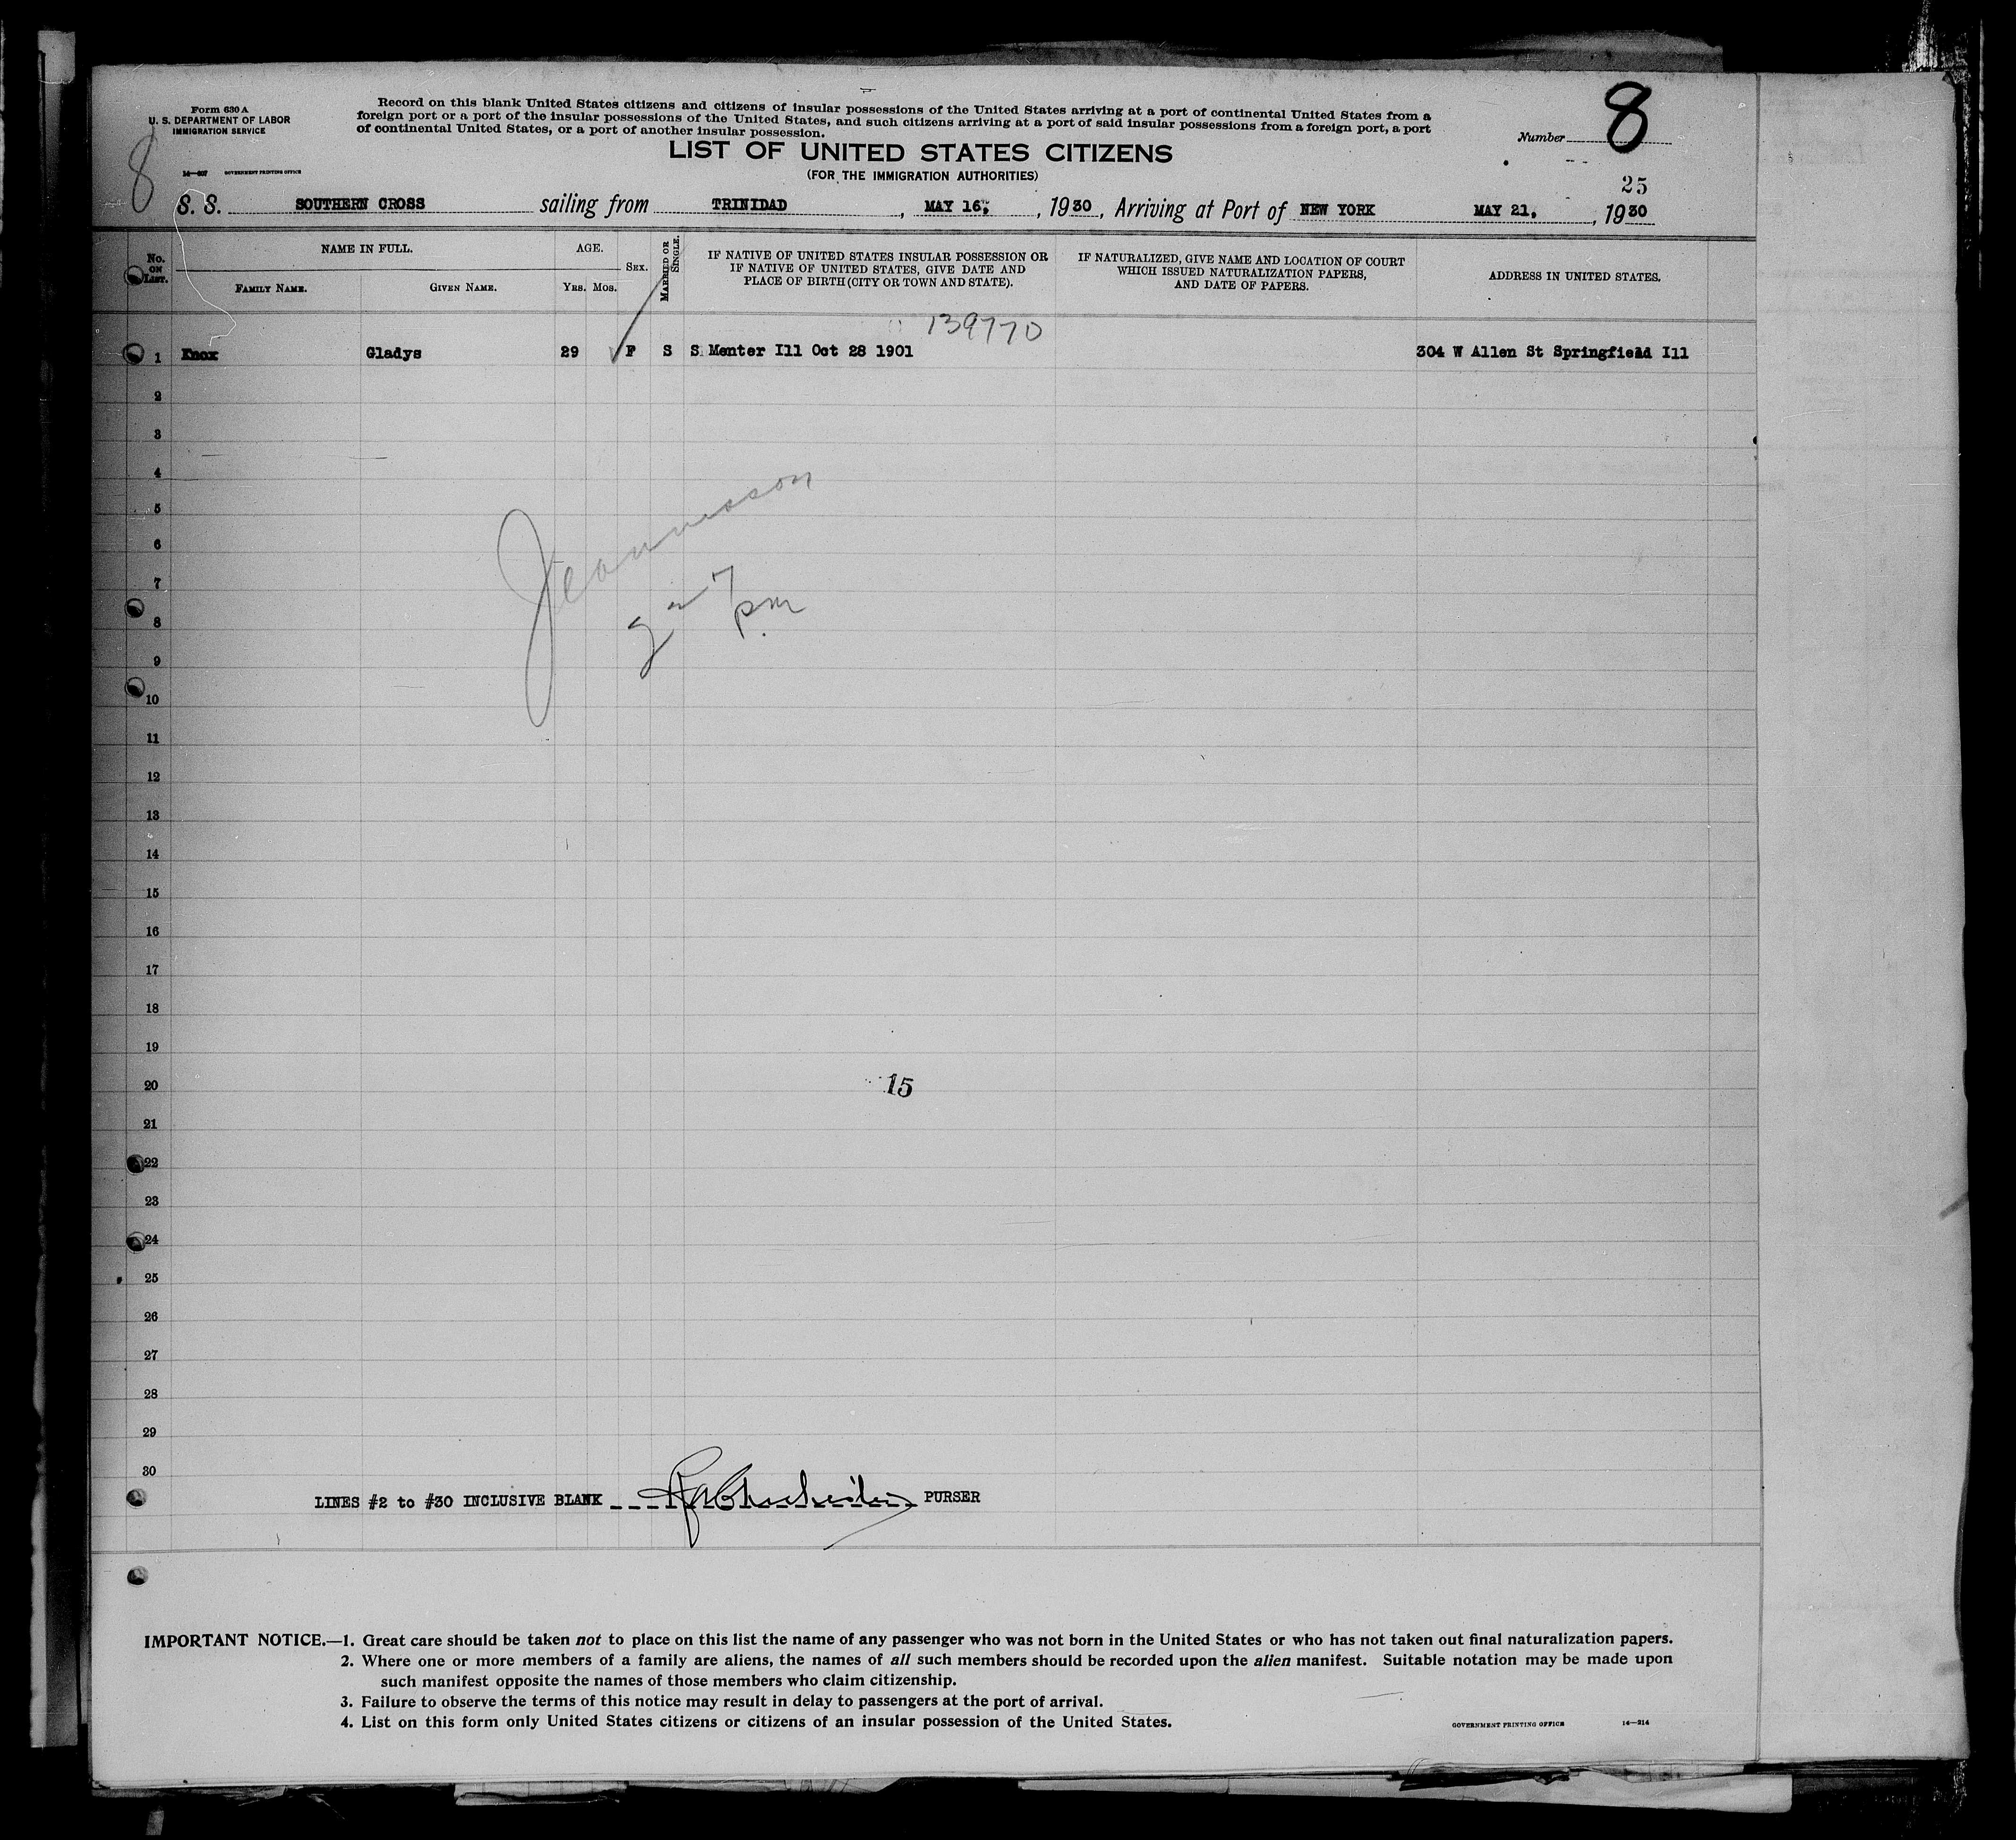 Form 630 A
U. S. DEPARTMENT OF LABOR
IMMIGRATION SERVICE
14—407 GOVERNMENT PRINTING OFFICE
Record on this blank United States citizens and citizens of insular possessions of the United States arriving at a port of continental United States from a
foreign port or a port of the insular possessions of the United States, and such citizens arriving at a port of said insular possessions from a foreign port, a port
of continental United States, or a port of another insular possession.
Number 8
8
LIST OF UNITED STATES CITIZENS
(FOR THE IMMIGRATION AUTHORITIES)
25
S. S. SOUTHERN CROSS sailing from TRINIDAD, MAY 16, 1930, Arriving at Port of NEW YORK MAY 21, 1930
No. ON LIST.
NAME IN FULL.
FAMILY NAME. GIVEN NAME.
AGE.
YRS. MOS.
SEX.
MARRIED OR SINGLE.
IF NATIVE OF UNITED STATES INSULAR POSSESSION OR
IF NATIVE OF UNITED STATES, GIVE DATE AND
PLACE OF BIRTH (CITY OR TOWN AND STATE).
IF NATURALIZED, GIVE NAME AND LOCATION OF COURT
WHICH ISSUED NATURALIZATION PAPERS,
AND DATE OF PAPERS.
ADDRESS IN UNITED STATES.
139770
1 Knox Gladys 29 F S S Menter Ill Oct 28 1901 304 W Allen St Springfield Ill
2
3
4
5
6
7
8
9
10
11
12
13
14
15
16
17
18
19
15
20
21
22
23
24
25
26
27
28
29
30
LINES #2 to #30 INCLUSIVE BLANK PURSER
IMPORTANT NOTICE.—1. Great care should be taken not to place on this list the name of any passenger who was not born in the United States or who has not taken out final naturalization papers.
2. Where one or more members of a family are aliens, the names of all such members should be recorded upon the alien manifest. Suitable notation may be made upon
such manifest opposite the names of those members who claim citizenship.
3. Failure to observe the terms of this notice may result in delay to passengers at the port of arrival.
4. List on this form only United States citizens or citizens of an insular possession of the United States.
GOVERNMENT PRINTING OFFICE 14—214